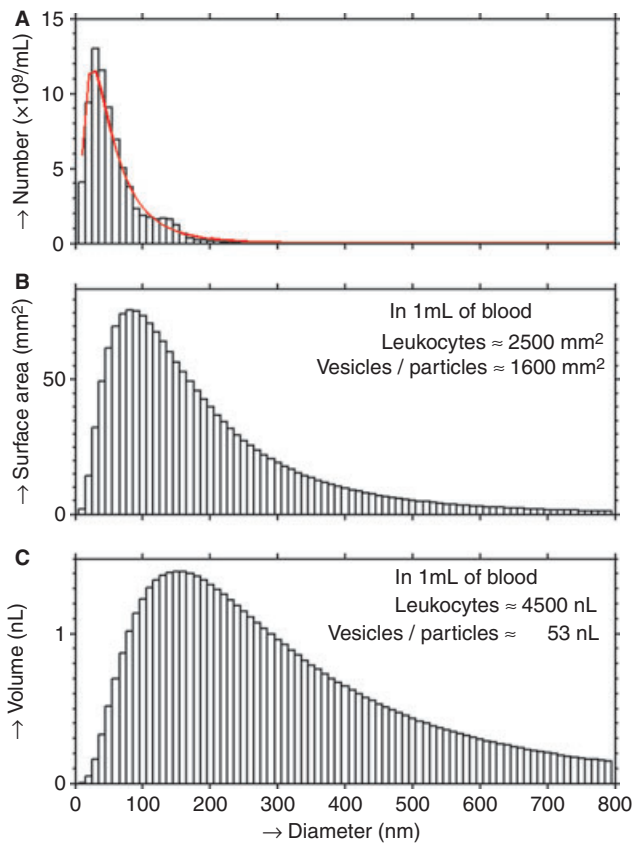 A
15
10
5
0
→ Number (×10⁹/mL)
B
50
0
→ Surface area (mm²)
In 1mL of blood
Leukocytes ≈ 2500 mm²
Vesicles / particles ≈ 1600 mm²
C
1
0
→ Volume (nL)
In 1mL of blood
Leukocytes ≈ 4500 nL
Vesicles / particles ≈ 53 nL
0 100 200 300 400 500 600 700 800
→ Diameter (nm)